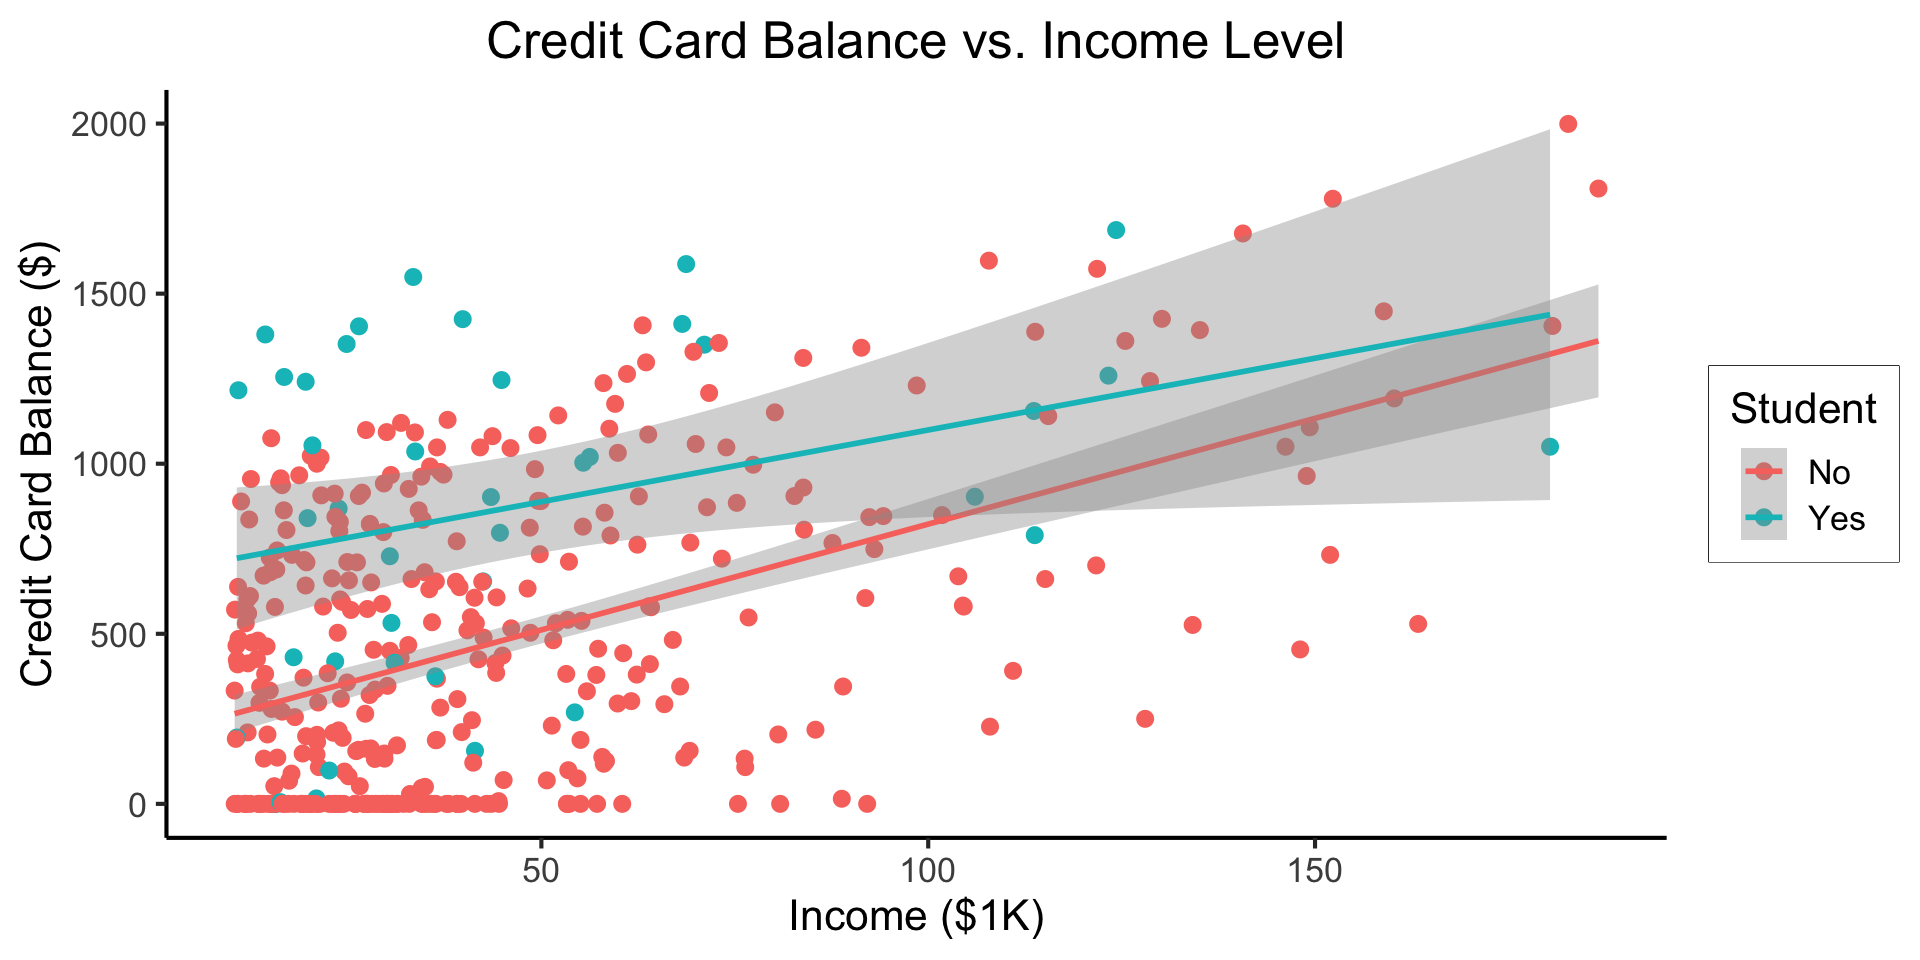 Credit Card Balance vs. Income Level
Credit Card Balance ($)
2000
1500
1000
500
0
50
100
150
Income ($1K)
Student
No
Yes